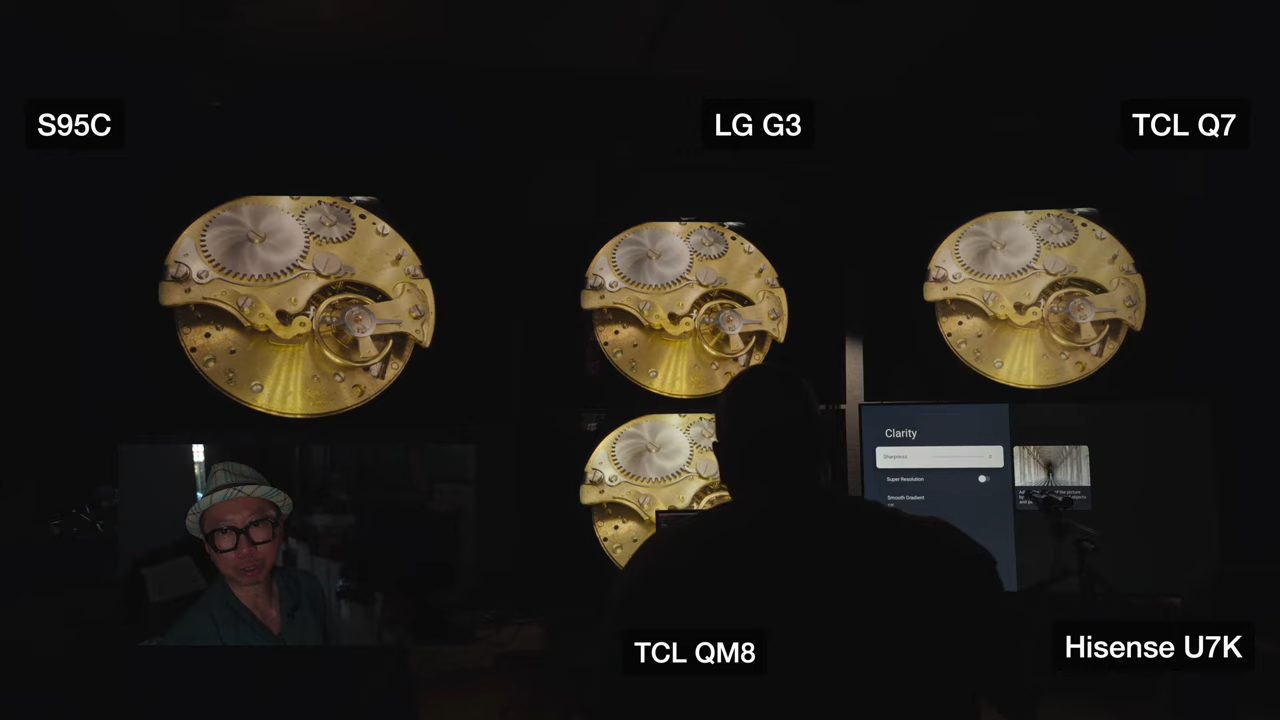 S95C
LG G3
TCL Q7
Clarity
Sharpness
Super Resolution
Smooth Gradient
TCL QM8
Hisense U7K